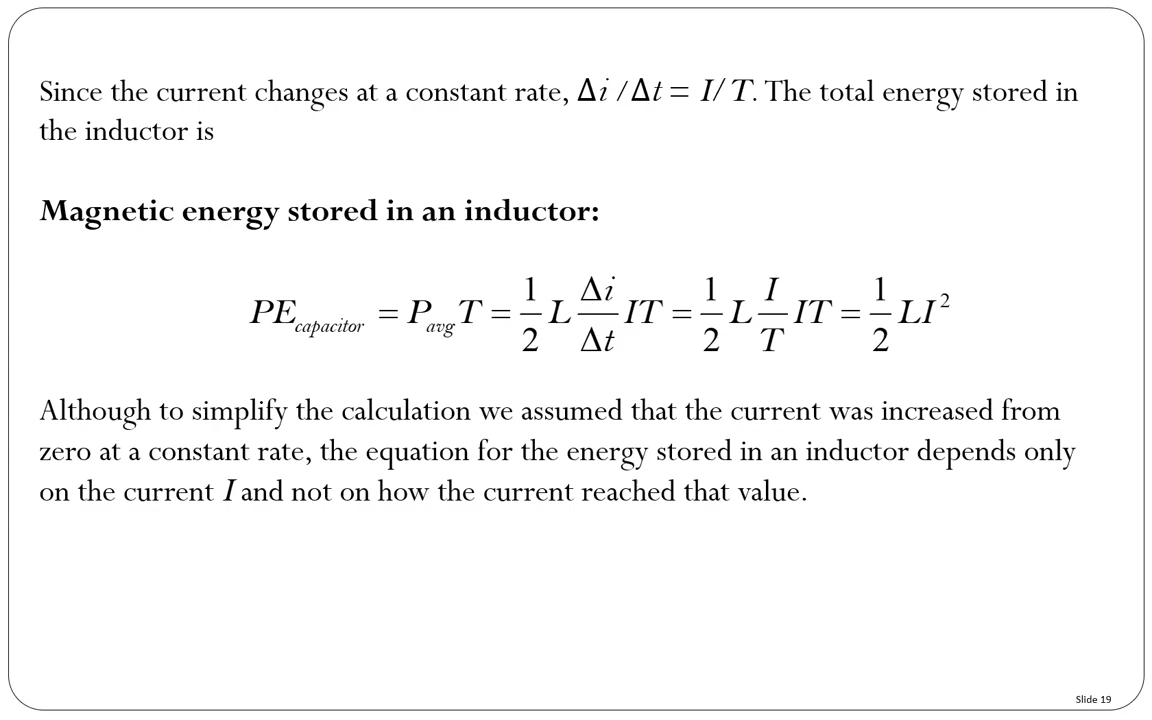 Since the current changes at a constant rate, Δi /Δt = I/ T. The total energy stored in
the inductor is
Magnetic energy stored in an inductor:
PE_capacitor = P_avg T = 1/2 L Δi/Δt IT = 1/2 L I/T IT = 1/2 LI²
Although to simplify the calculation we assumed that the current was increased from
zero at a constant rate, the equation for the energy stored in an inductor depends only
on the current I and not on how the current reached that value.
Slide 19